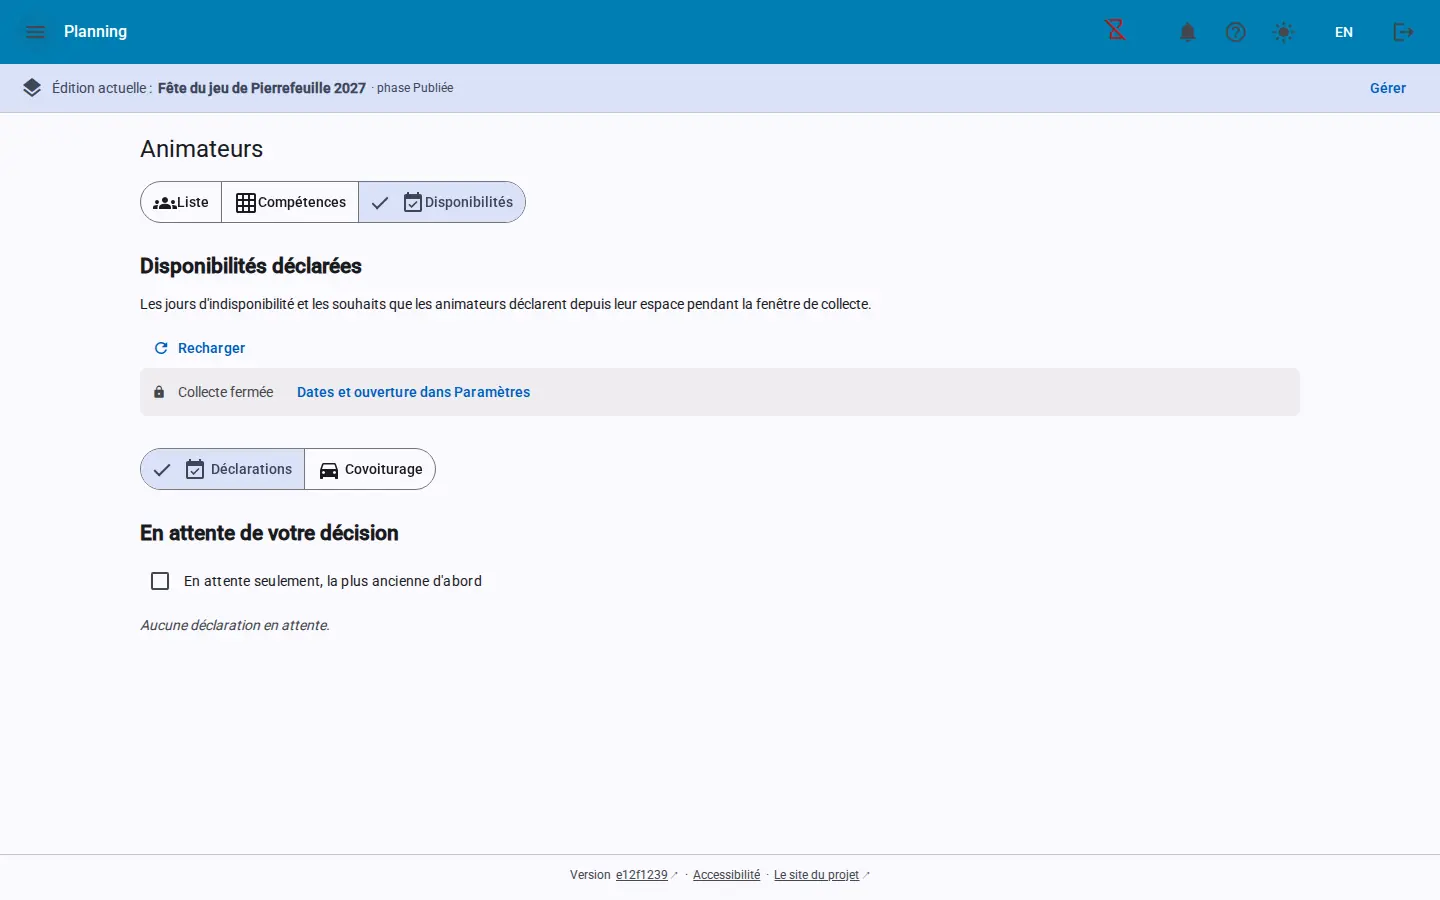 Planning
EN
Édition actuelle : Fête du jeu de Pierrefeuille 2027 · phase Publiée
Gérer
Animateurs
Liste
Compétences
Disponibilités
Disponibilités déclarées
Les jours d'indisponibilité et les souhaits que les animateurs déclarent depuis leur espace pendant la fenêtre de collecte.
Recharger
Collecte fermée
Dates et ouverture dans Paramètres
Déclarations
Covoiturage
En attente de votre décision
En attente seulement, la plus ancienne d'abord
Aucune déclaration en attente.
Version e12f1239 ↗ · Accessibilité · Le site du projet ↗